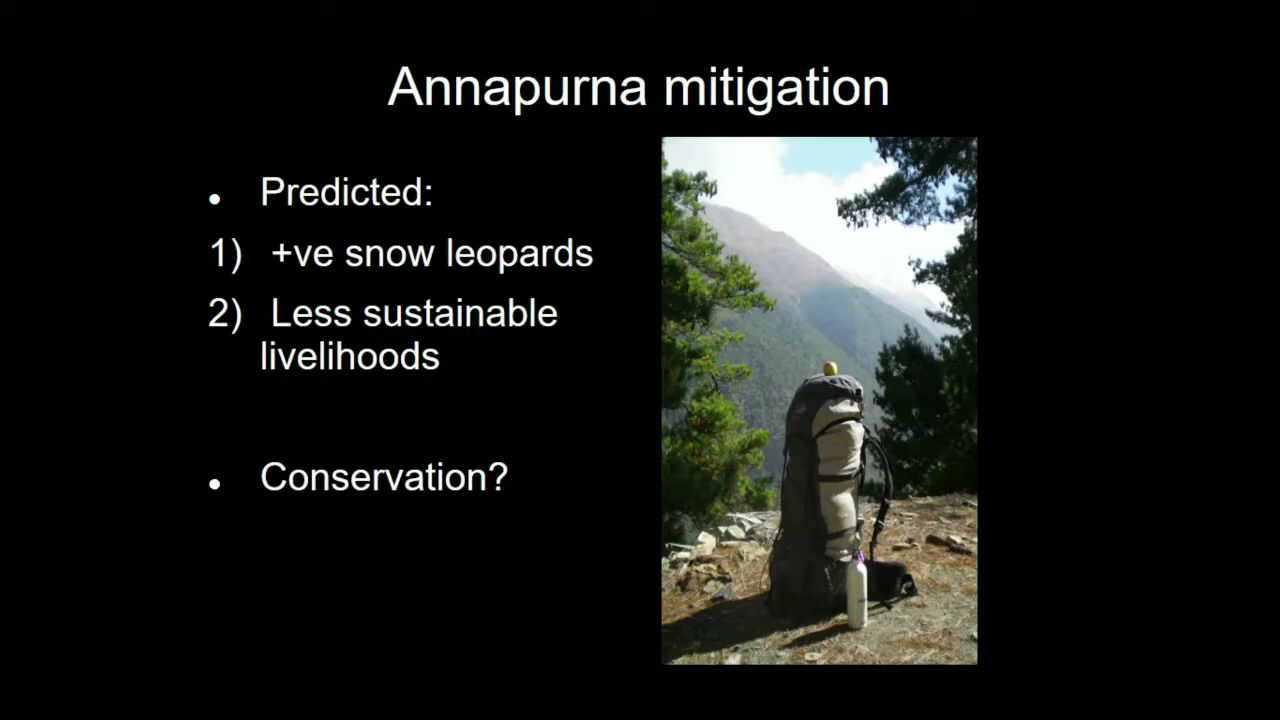 Annapurna mitigation
• Predicted:
1) +ve snow leopards
2) Less sustainable
livelihoods
• Conservation?